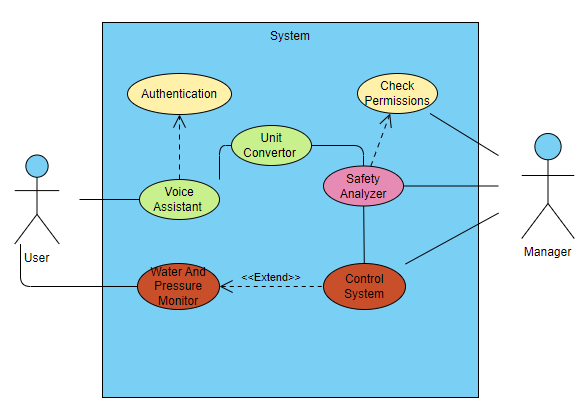 System
Authentication
Check
Permissions
Unit
Convertor
Voice
Assistant
Safety
Analyzer
User
Manager
Water And
Pressure
Monitor
<<Extend>>
Control
System